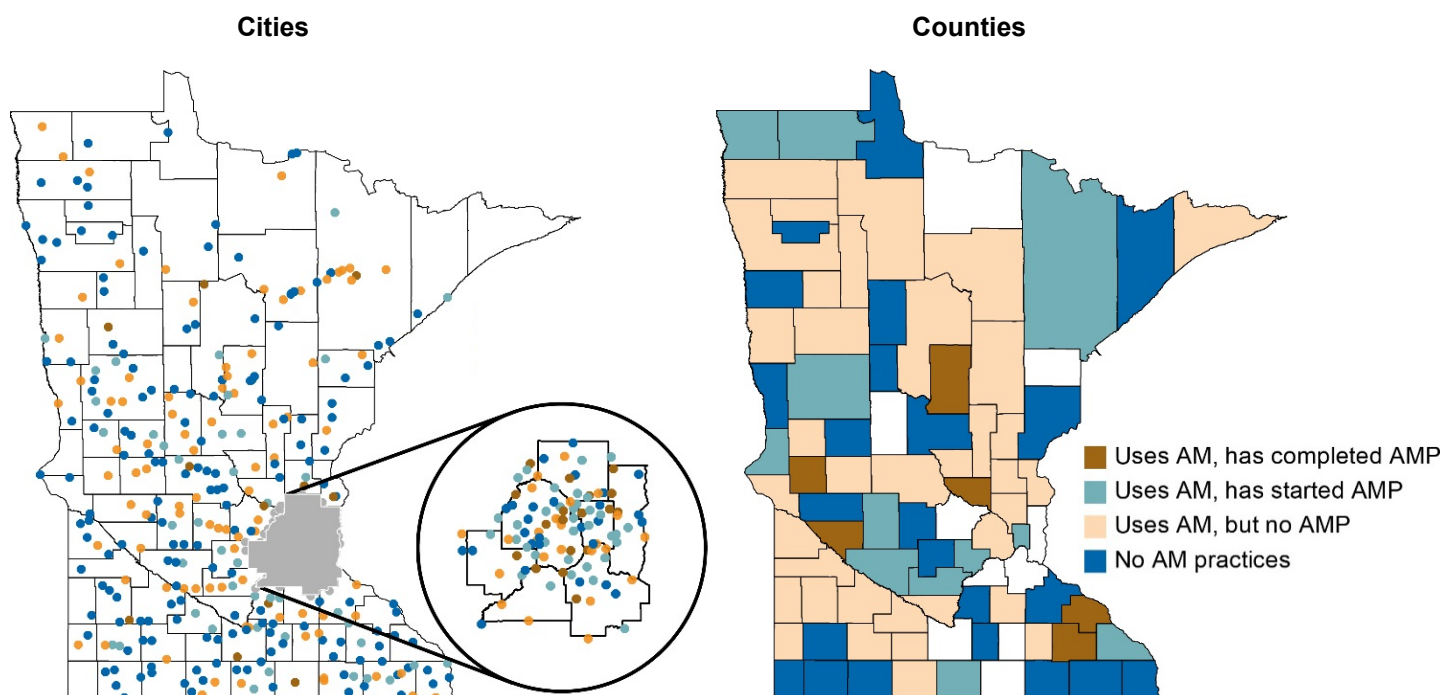 Cities
Counties
Uses AM, has completed AMP
Uses AM, has started AMP
Uses AM, but no AMP
No AM practices